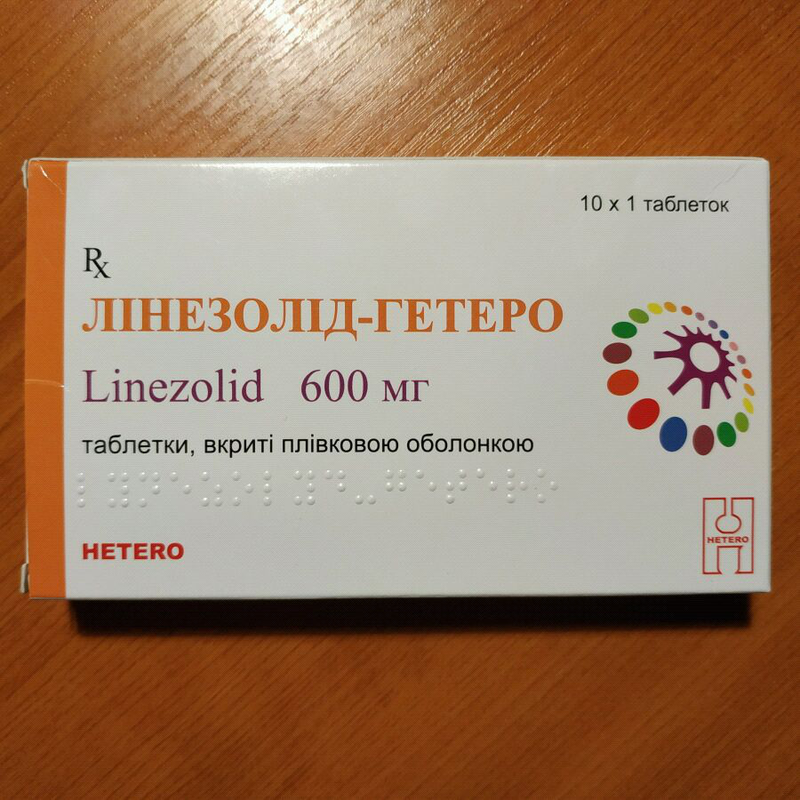 10 x 1 таблеток
Rx
ЛІНЕЗОЛІД-ГЕТЕРО
Linezolid 600 мг
таблетки, вкриті плівковою оболонкою
HETERO
HETERO